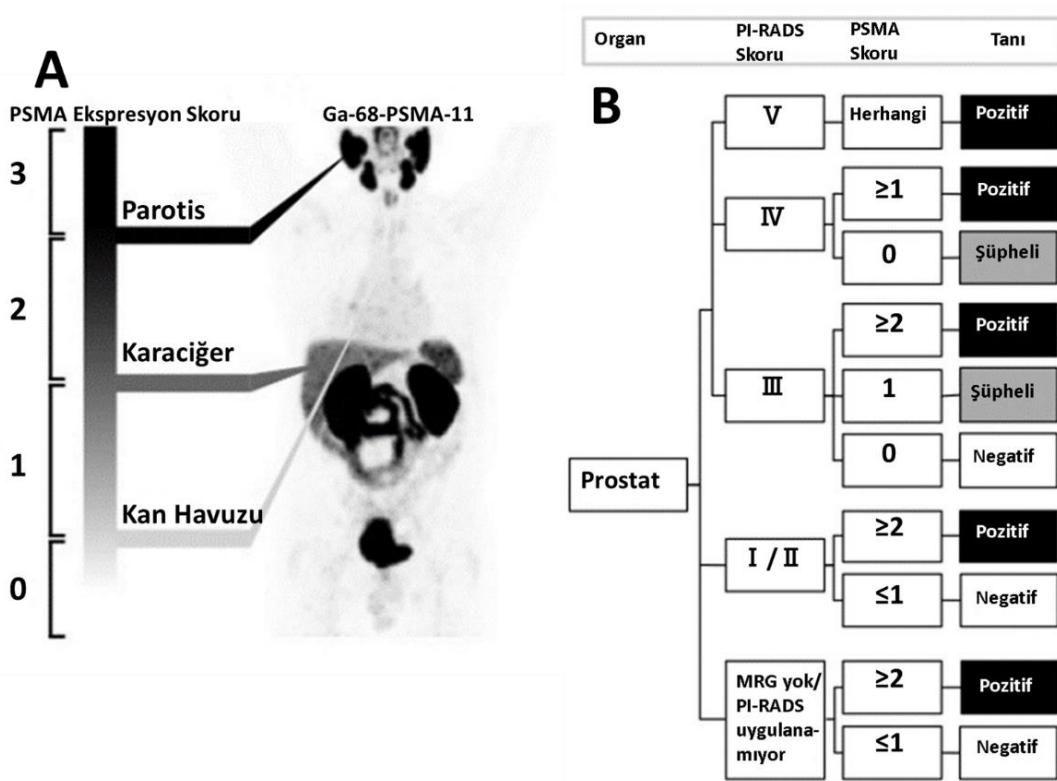 A
PSMA Ekspresyon Skoru
Ga-68-PSMA-11
3
Parotis
2
Karaciğer
1
Kan Havuzu
0
B
Organ
PI-RADS
Skoru
PSMA
Skoru
Tanı
Prostat
V
Herhangi
Pozitif
IV
≥1
Pozitif
0
Şüpheli
III
≥2
Pozitif
1
Şüpheli
0
Negatif
I / II
≥2
Pozitif
≤1
Negatif
MRG yok/
PI-RADS
uygulana-
mıyor
≥2
Pozitif
≤1
Negatif